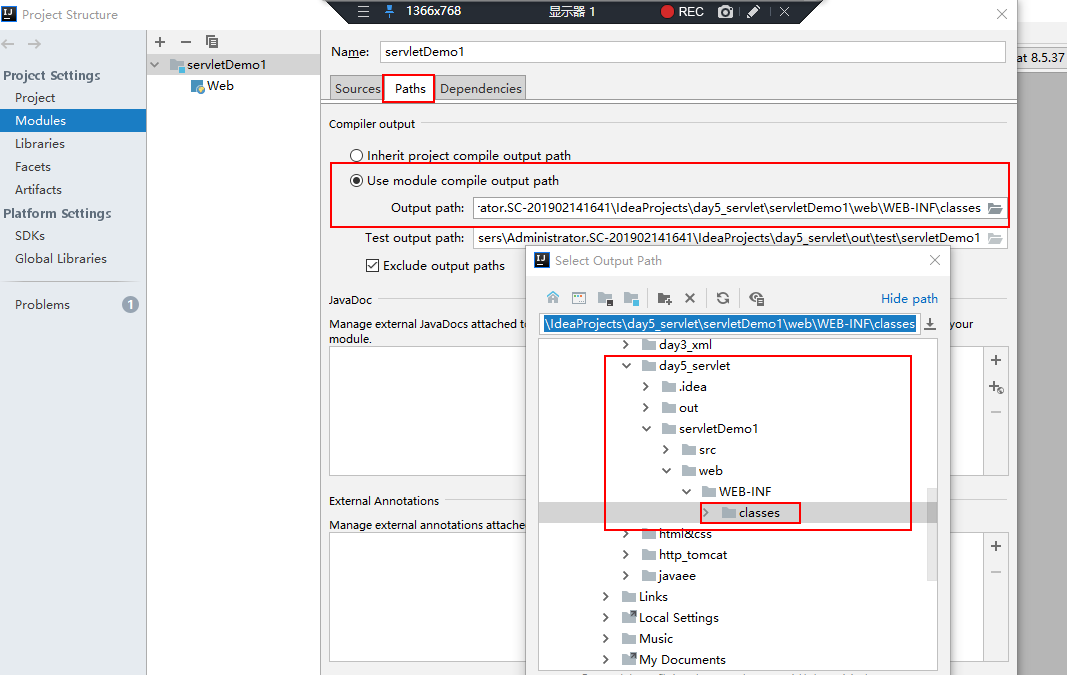 Project Structure
1366x768
显示器 1
REC
Project Settings
Project
Modules
Libraries
Facets
Artifacts
Platform Settings
SDKs
Global Libraries
Problems
1
servletDemo1
Web
Name:
servletDemo1
at 8.5.37
Sources
Paths
Dependencies
Compiler output
Inherit project compile output path
Use module compile output path
Output path:
rator.SC-201902141641\IdeaProjects\day5_servlet\servletDemo1\web\WEB-INF\classes
Test output path:
sers\Administrator.SC-201902141641\IdeaProjects\day5_servlet\out\test\servletDemo1
Exclude output paths
JavaDoc
Manage external JavaDocs attached to
your
module.
External Annotations
Manage external annotations attache
Select Output Path
Hide path
\IdeaProjects\day5_servlet\servletDemo1\web\WEB-INF\classes
day3_xml
day5_servlet
.idea
out
servletDemo1
src
web
WEB-INF
classes
html&css
http_tomcat
javaee
Links
Local Settings
Music
My Documents